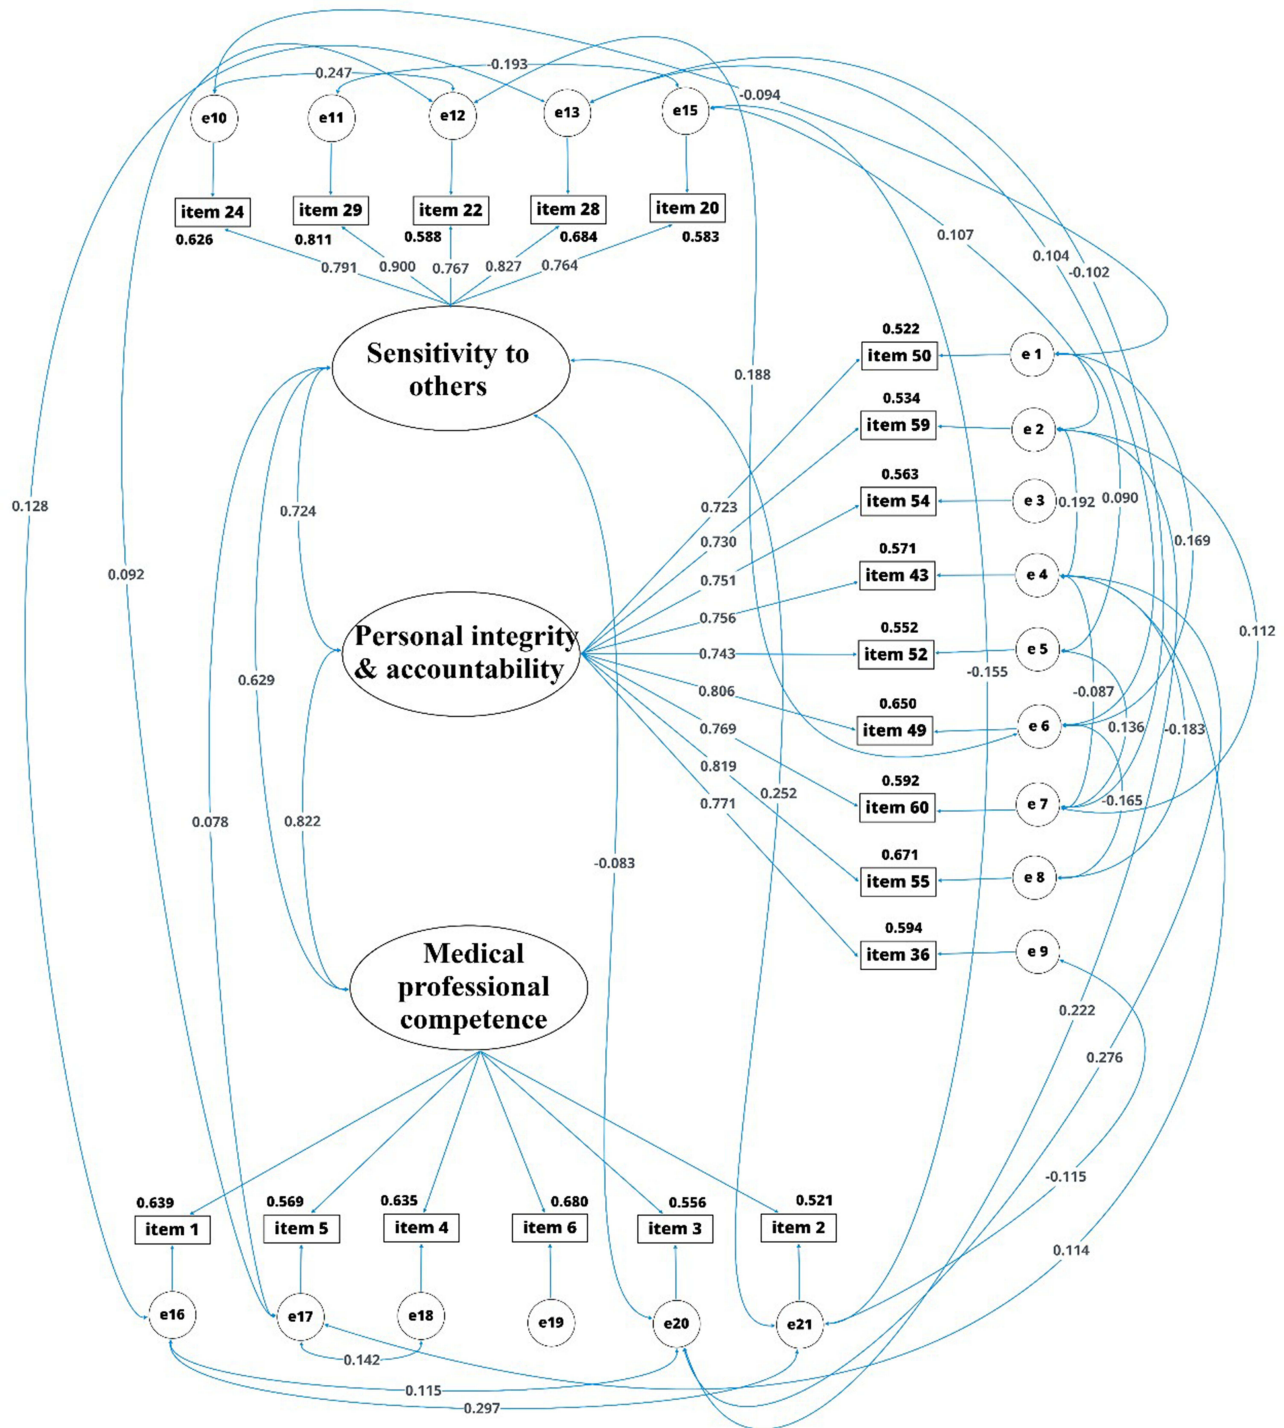 -0.193
0.247
-0.094
e10
e11
e12
e13
e15
item 24
item 29
item 22
item 28
item 20
0.626
0.811
0.588
0.684
0.583
0.107
0.104
-0.102
0.791
0.900
0.767
0.827
0.764
Sensitivity to
others
0.522
item 50
e 1
0.188
0.534
item 59
e 2
0.563
item 54
e 3
0.192
0.090
0.128
0.724
0.723
0.730
0.169
0.092
0.751
0.571
item 43
e 4
0.756
Personal integrity
& accountability
0.743
0.552
item 52
e 5
0.112
0.629
-0.155
0.806
0.650
item 49
e 6
-0.087
0.136
-0.183
0.769
0.819
0.592
item 60
e 7
-0.165
0.771
0.252
0.078
0.822
-0.083
0.671
item 55
e 8
0.594
item 36
e 9
Medical
professional
competence
0.222
0.276
-0.115
0.639
0.569
0.635
0.680
0.556
0.521
item 1
item 5
item 4
item 6
item 3
item 2
0.114
e16
e17
e18
e19
e20
e21
0.142
0.115
0.297